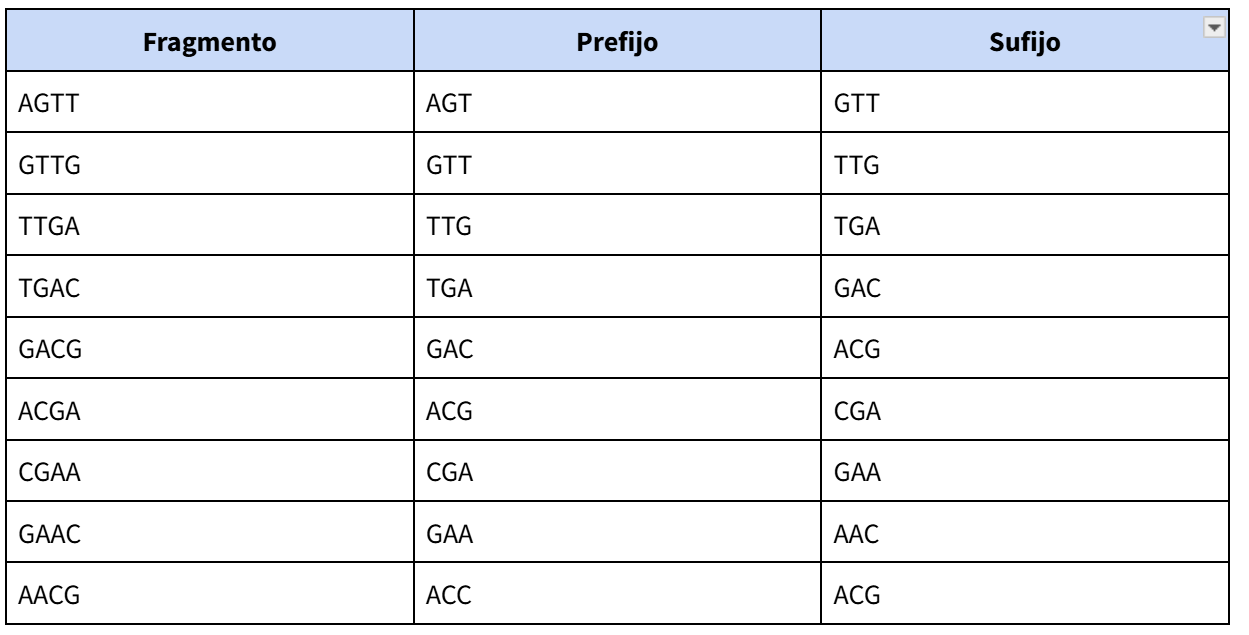 Fragmento Prefijo Sufijo
AGTT AGT GTT
GTTG GTT TTG
TTGA TTG TGA
TGAC TGA GAC
GACG GAC ACG
ACGA ACG CGA
CGAA CGA GAA
GAAC GAA AAC
AACG ACC ACG